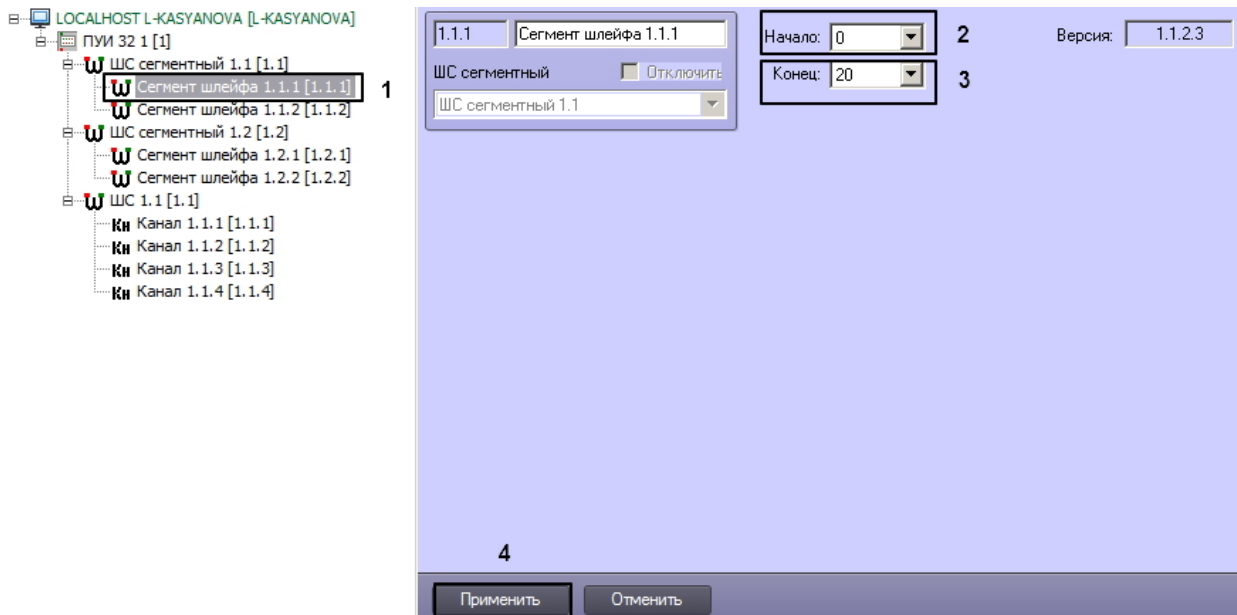 LOCALHOST L-KASYANOVA [L-KASYANOVA]
ПУИ 32 1 [1]
ШС сегментный 1.1 [1.1]
Сегмент шлейфа 1.1.1 [1.1.1]
1
Сегмент шлейфа 1.1.2 [1.1.2]
ШС сегментный 1.2 [1.2]
Сегмент шлейфа 1.2.1 [1.2.1]
Сегмент шлейфа 1.2.2 [1.2.2]
ШС 1.1 [1.1]
Кн Канал 1.1.1 [1.1.1]
Кн Канал 1.1.2 [1.1.2]
Кн Канал 1.1.3 [1.1.3]
Кн Канал 1.1.4 [1.1.4]
1.1.1 Сегмент шлейфа 1.1.1
ШС сегментный Отключить
ШС сегментный 1.1
Начало: 0 2
Конец: 20 3
Версия: 1.1.2.3
4
Применить Отменить